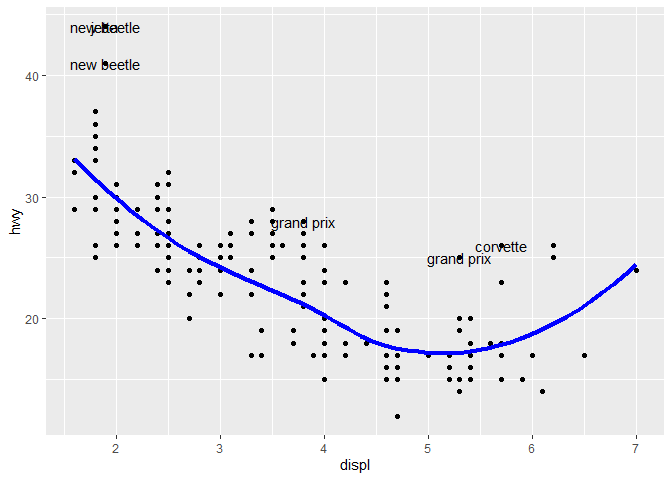 new beetle
jetta
new beetle
grand prix
corvette
grand prix
40
30
20
hwy
2 3 4 5 6 7
displ